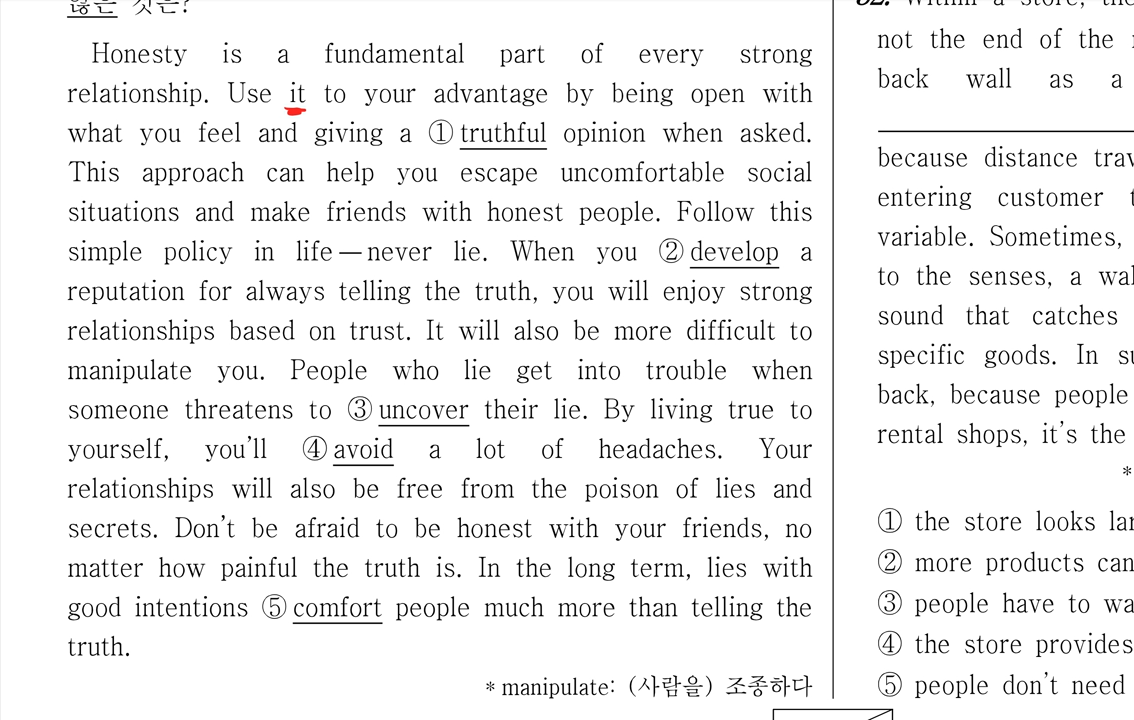 않은 것은?
Honesty is a fundamental part of every strong
relationship. Use it to your advantage by being open with
what you feel and giving a ① truthful opinion when asked.
This approach can help you escape uncomfortable social
situations and make friends with honest people. Follow this
simple policy in life — never lie. When you ② develop a
reputation for always telling the truth, you will enjoy strong
relationships based on trust. It will also be more difficult to
manipulate you. People who lie get into trouble when
someone threatens to ③ uncover their lie. By living true to
yourself, you'll ④ avoid a lot of headaches. Your
relationships will also be free from the poison of lies and
secrets. Don't be afraid to be honest with your friends, no
matter how painful the truth is. In the long term, lies with
good intentions ⑤ comfort people much more than telling the
truth.
* manipulate: (사람을) 조종하다
32. Within a store, the
not the end of the
back wall as a
because distance
entering customer
variable. Sometimes,
to the senses, a
sound that catches
specific goods. In
back, because people
rental shops, it's the
*
① the store looks
② more products can
③ people have to
④ the store provides
⑤ people don't need